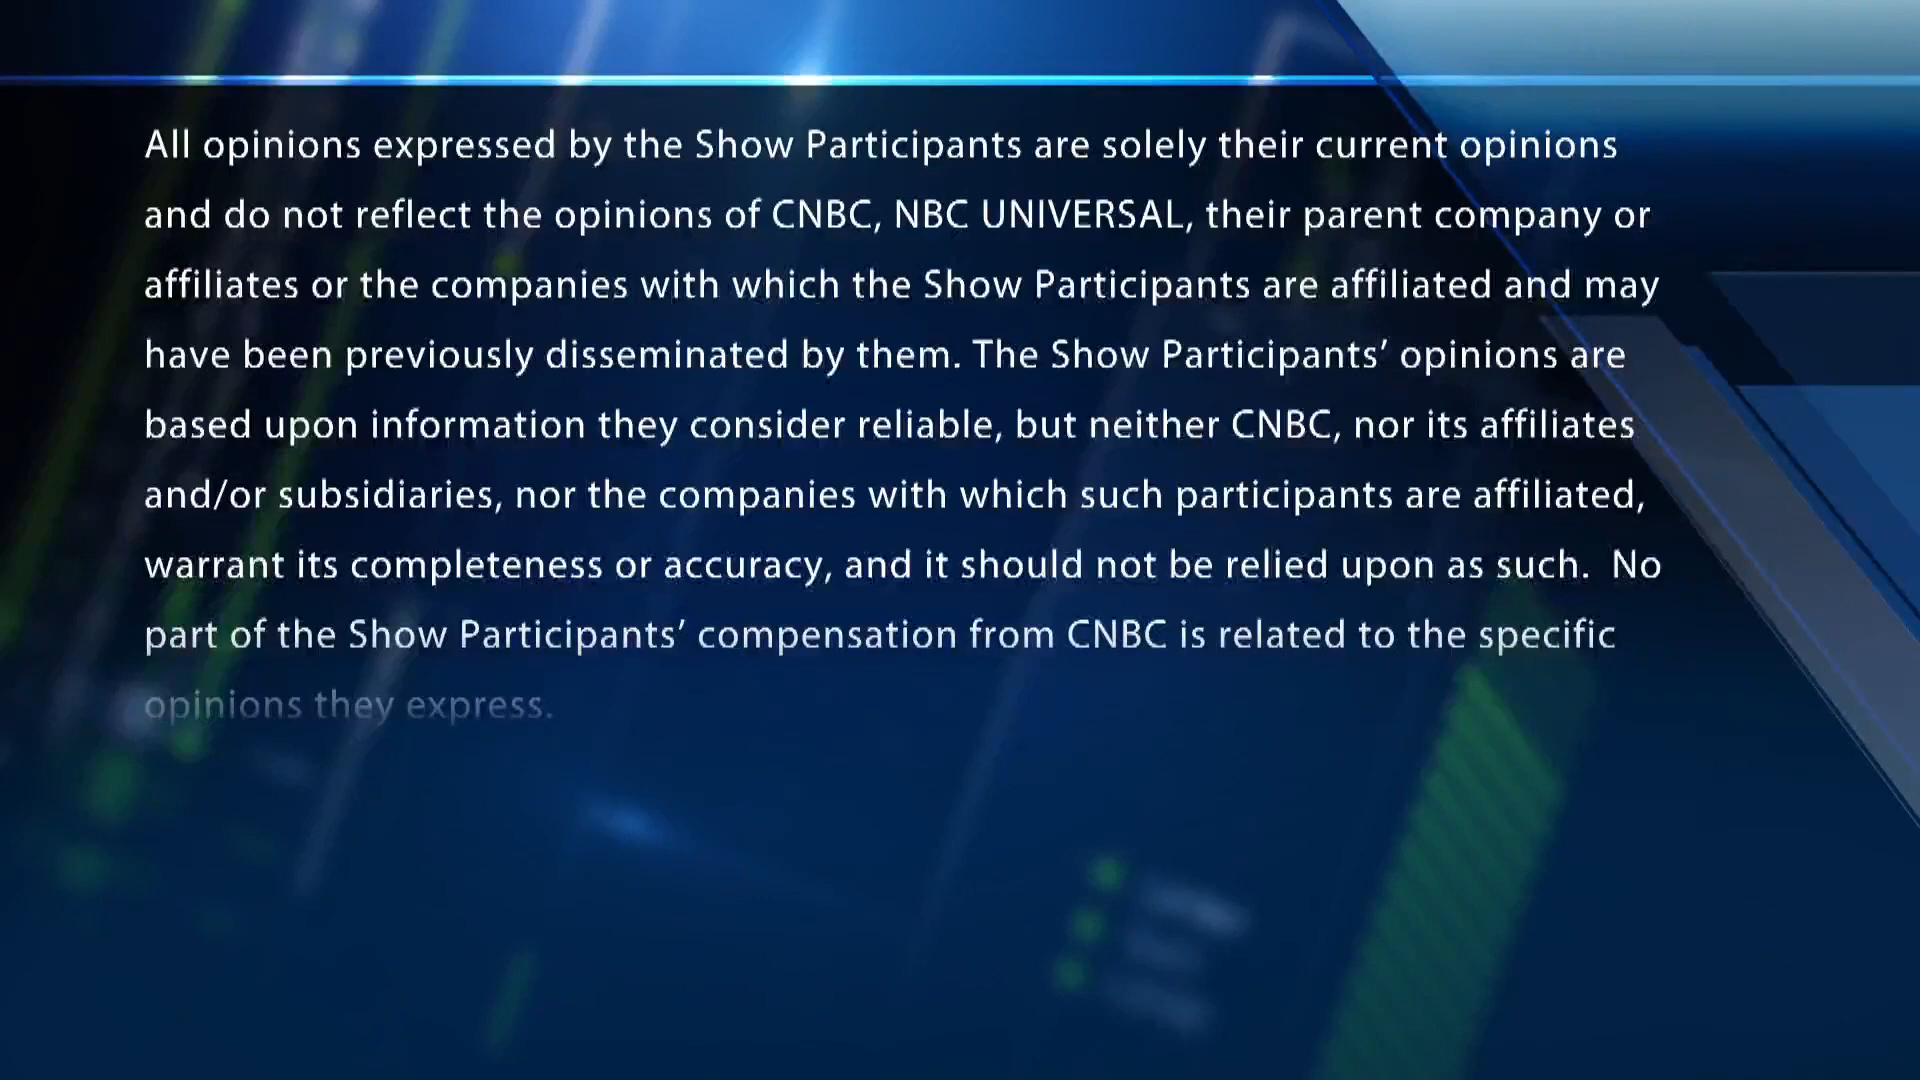 All opinions expressed by the Show Participants are solely their current opinions
and do not reflect the opinions of CNBC, NBC UNIVERSAL, their parent company or
affiliates or the companies with which the Show Participants are affiliated and may
have been previously disseminated by them. The Show Participants’ opinions are
based upon information they consider reliable, but neither CNBC, nor its affiliates
and/or subsidiaries, nor the companies with which such participants are affiliated,
warrant its completeness or accuracy, and it should not be relied upon as such.  No
part of the Show Participants’ compensation from CNBC is related to the specific
opinions they express.